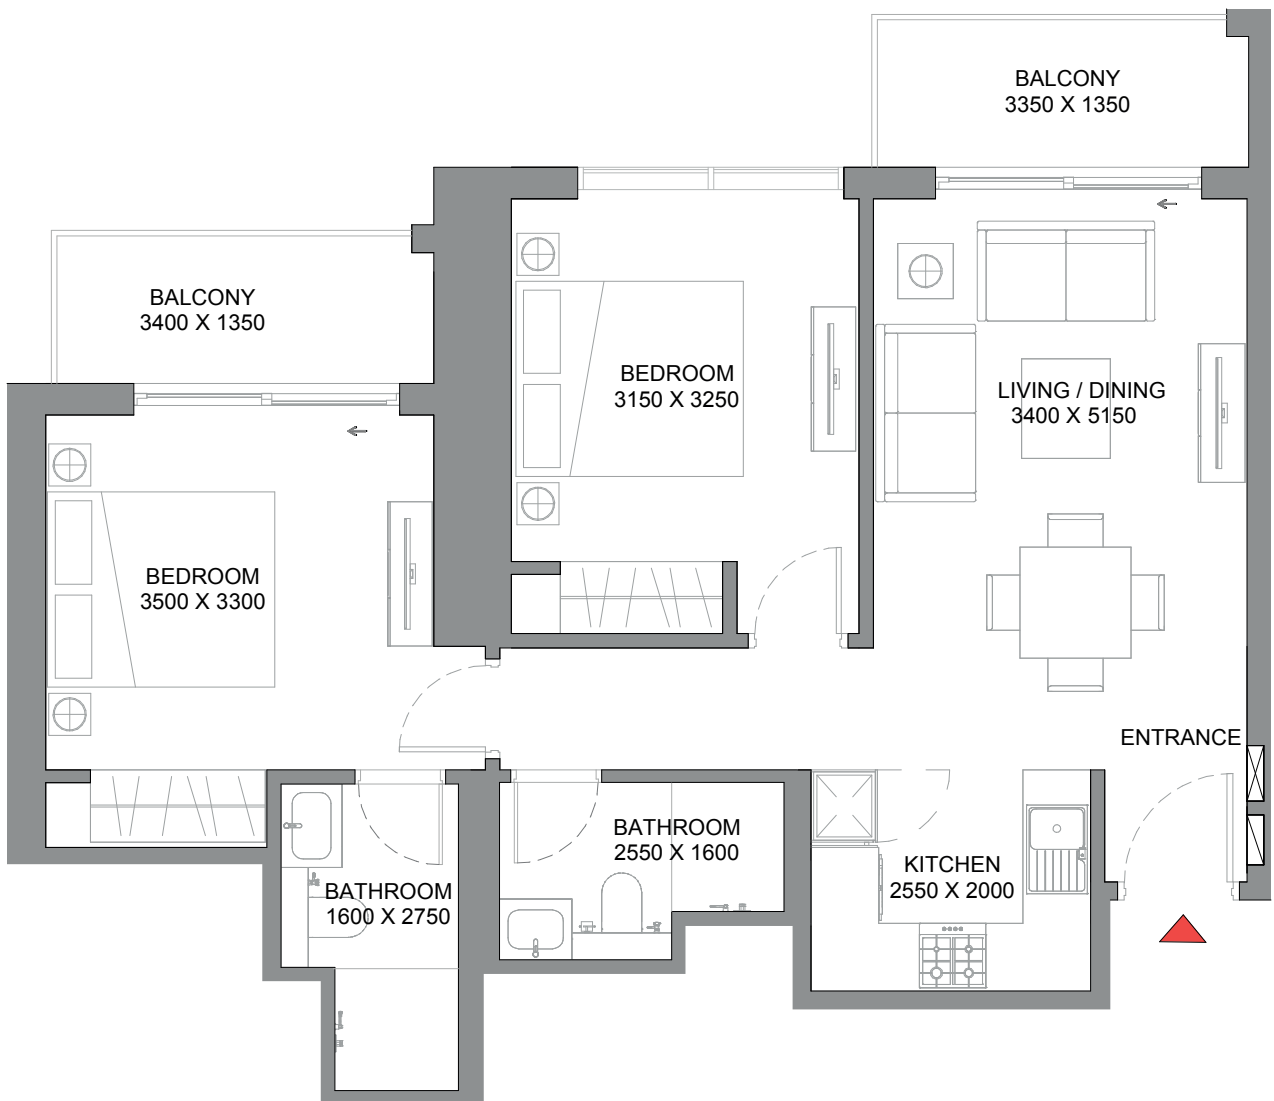 BALCONY
3350 X 1350
BALCONY
3400 X 1350
BEDROOM
3150 X 3250
LIVING / DINING
3400 X 5150
BEDROOM
3500 X 3300
ENTRANCE
BATHROOM
2550 X 1600
KITCHEN
2550 X 2000
BATHROOM
1600 X 2750